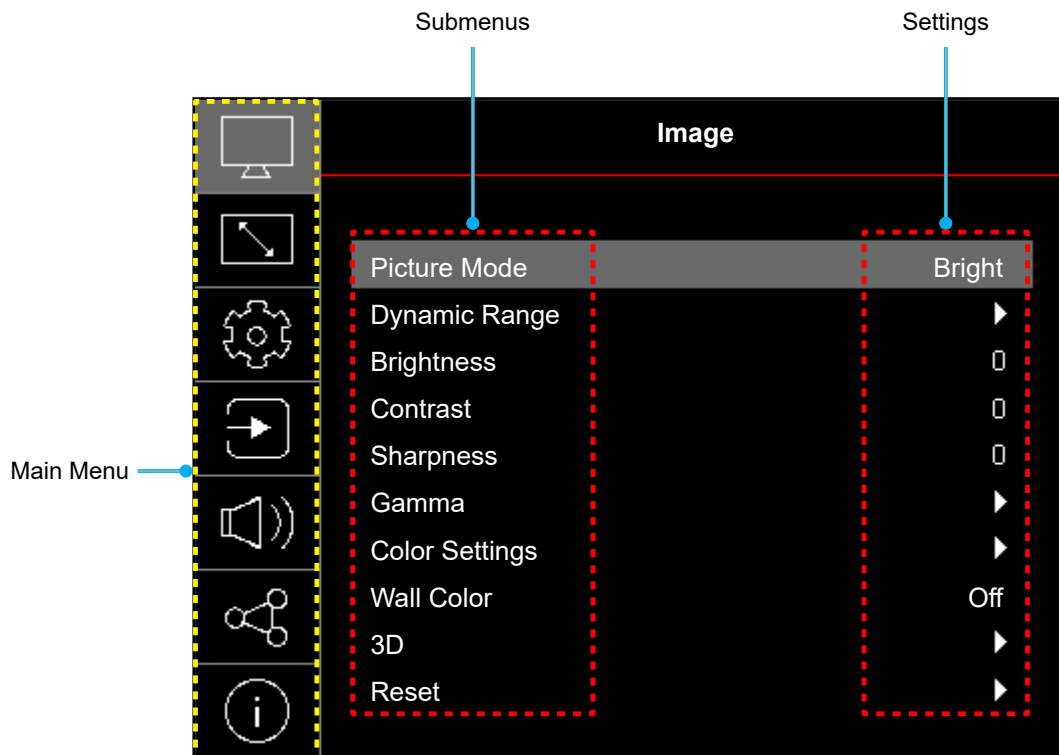 Submenus Settings
Image
Picture Mode Bright
Dynamic Range
Brightness 0
Contrast 0
Main Menu
Sharpness 0
Gamma
Color Settings
Wall Color Off
3D
Reset
i